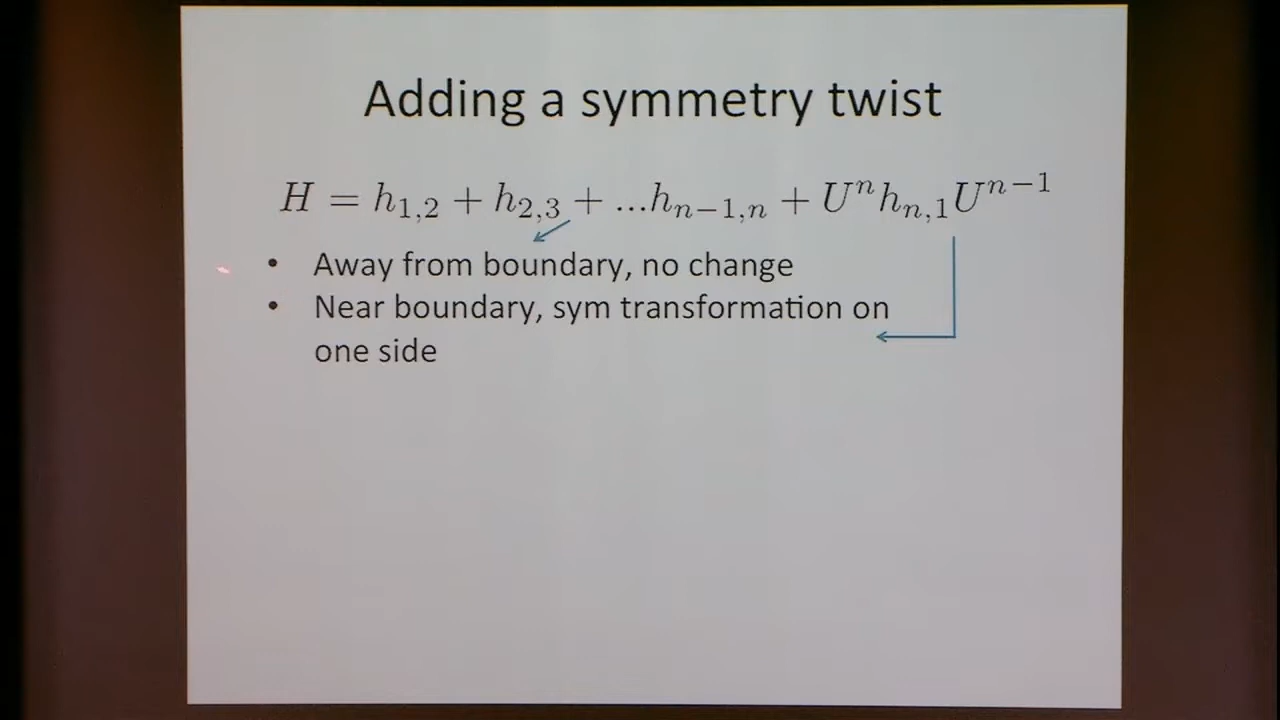 Adding a symmetry twist
H = h_{1,2} + h_{2,3} + ...h_{n-1,n} + U^n h_{n,1} U^{n-1}
• Away from boundary, no change
• Near boundary, sym transformation on
one side